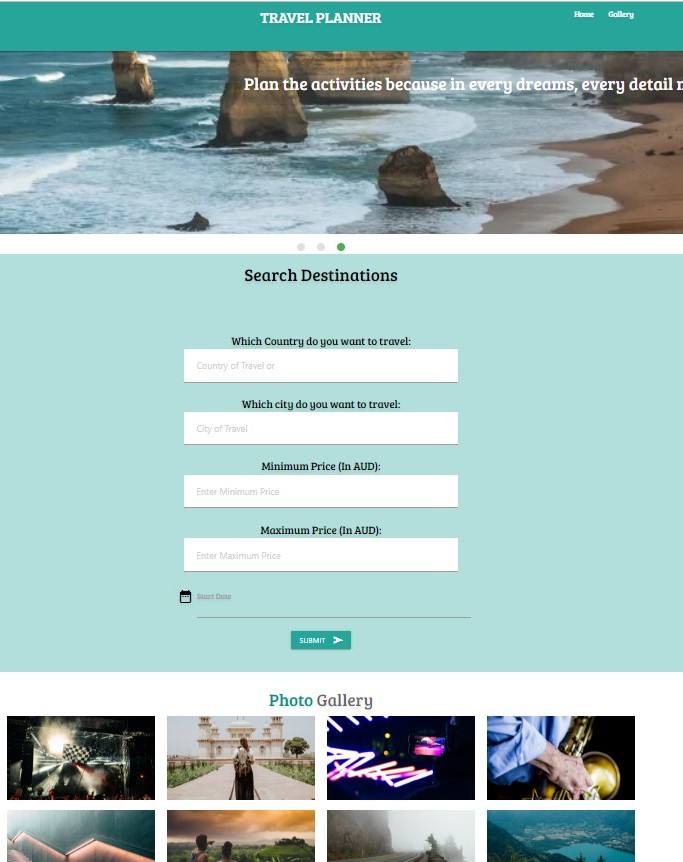 TRAVEL PLANNER
Home Gallery
Plan the activities because in every dreams, every detail
Search Destinations
Which Country do you want to travel:
Country of Travel or
Which city do you want to travel:
City of Travel
Minimum Price (In AUD):
Enter Minimum Price
Maximum Price (In AUD):
Enter Maximum Price
Start Date
SUBMIT
Photo Gallery